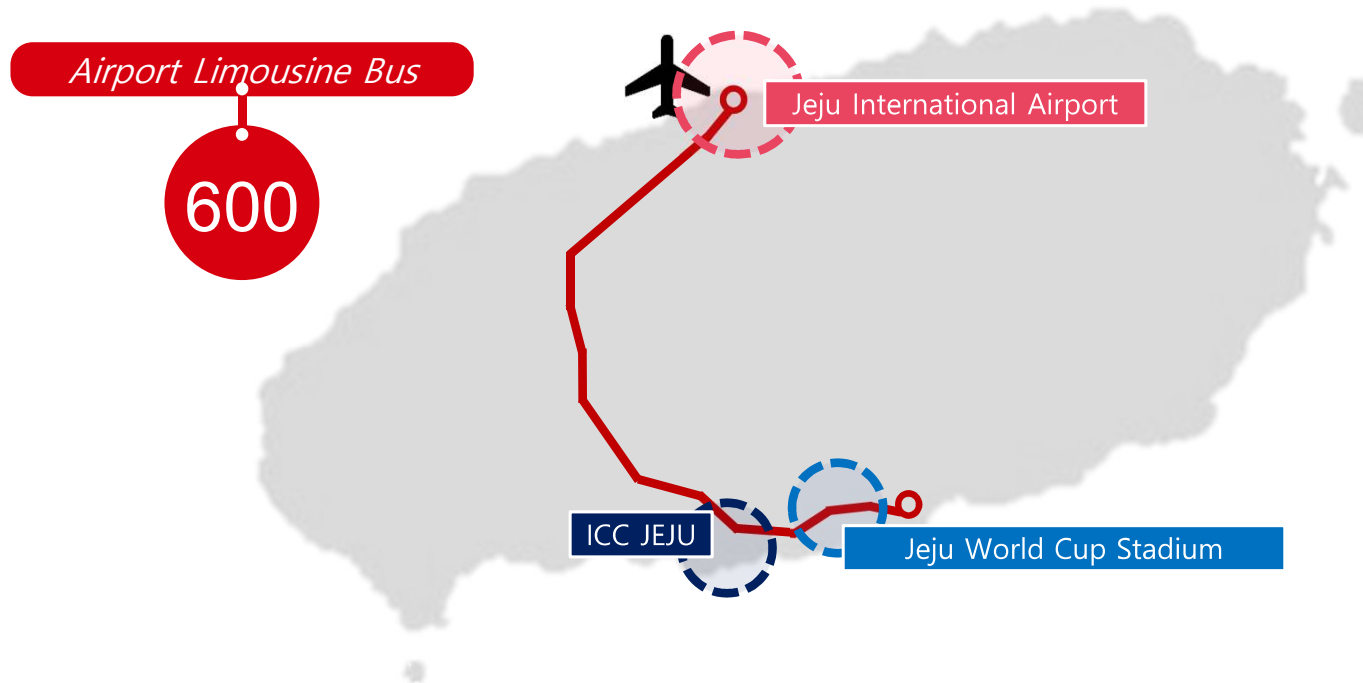 Airport Limousine Bus
600
Jeju International Airport
ICC JEJU
Jeju World Cup Stadium